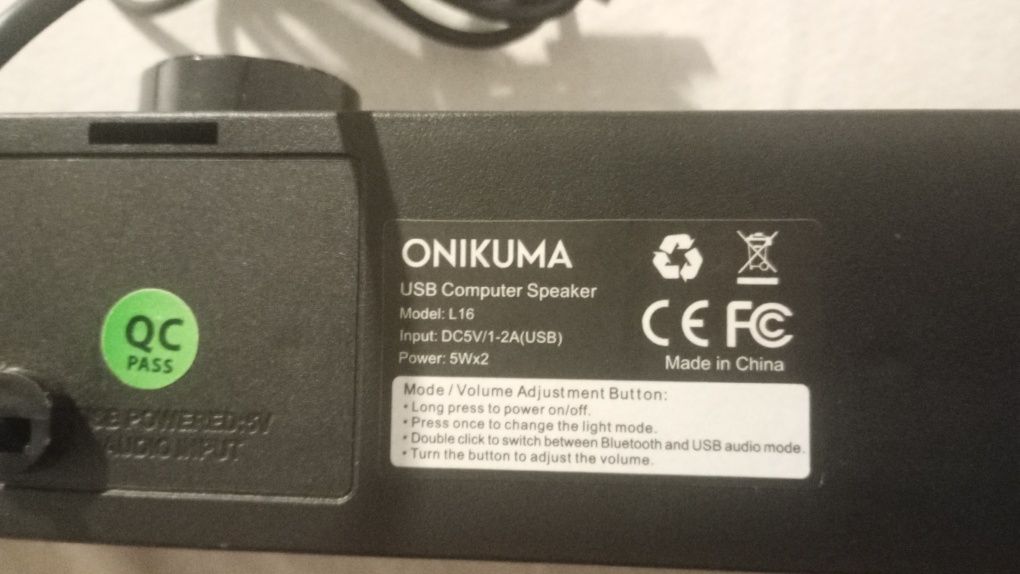 ONIKUMA
USB Computer Speaker
Model: L16
Input: DC5V/1-2A(USB)
Power: 5Wx2
CE FC
Made in China
Mode / Volume Adjustment Button:
• Long press to power on/off.
• Press once to change the light mode.
• Double click to switch between Bluetooth and USB audio mode.
• Turn the button to adjust the volume.
QC
PASS
POWERED:5V
AUDIO INPUT